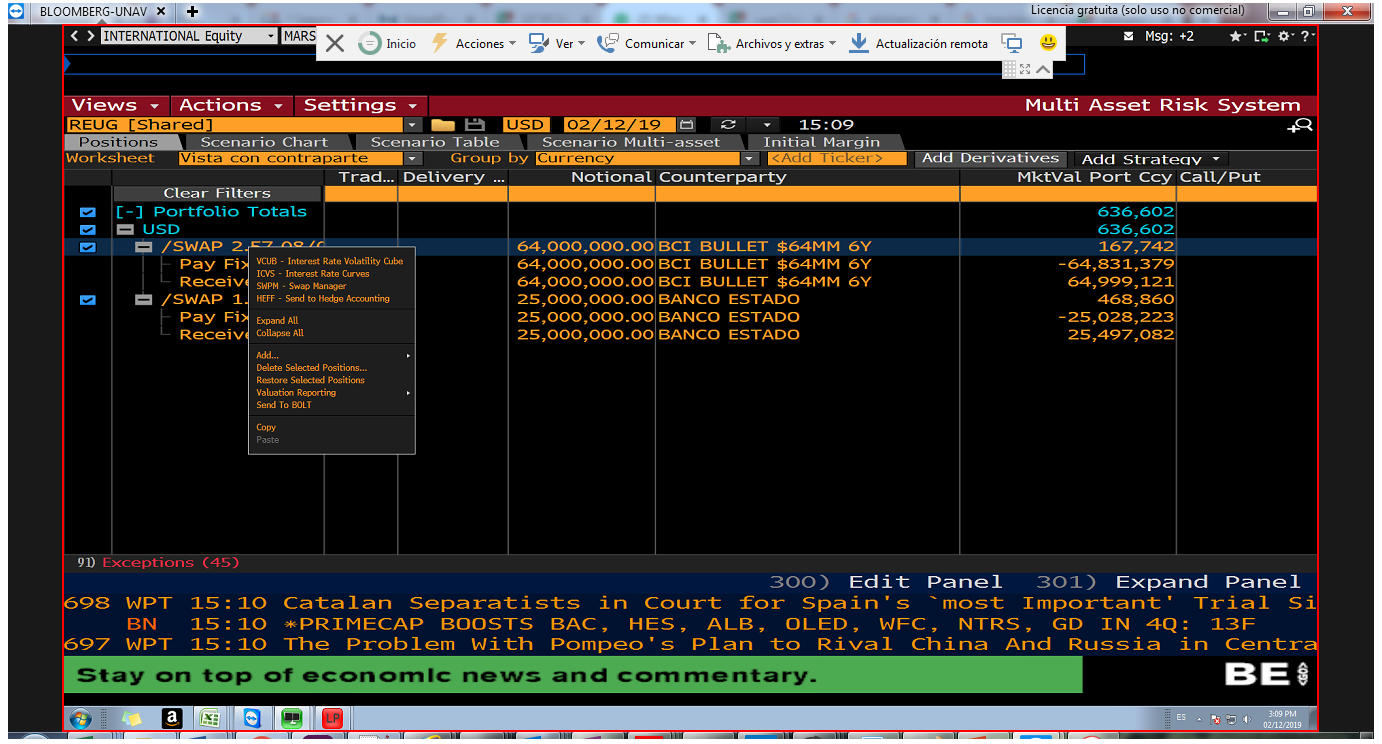 BLOOMBERG-UNAV X +
Licencia gratuita (solo uso no comercial)
< > INTERNATIONAL Equity MARS
Inicio Acciones Ver Comunicar Archivos y extras Actualización remota
Msg: +2
Views Actions Settings Multi Asset Risk System
REUG [Shared] USD 02/12/19 15:09
Positions Scenario Chart Scenario Table Scenario Multi-asset Initial Margin
Worksheet Vista con contraparte Group by Currency <Add Ticker> Add Derivatives Add Strategy
Trad... Delivery ... Notional Counterparty MktVal Port Ccy Call/Put
Clear Filters
[-] Portfolio Totals 636,602
USD 636,602
/SWAP 2.57 08/ 64,000,000.00 BCI BULLET $64MM 6Y 167,742
Pay Fix 64,000,000.00 BCI BULLET $64MM 6Y -64,831,379
Receive 64,000,000.00 BCI BULLET $64MM 6Y 64,999,121
/SWAP 1. 25,000,000.00 BANCO ESTADO 468,860
Pay Fix 25,000,000.00 BANCO ESTADO -25,028,223
Receive 25,000,000.00 BANCO ESTADO 25,497,082
VCUB - Interest Rate Volatility Cube
ICVS - Interest Rate Curves
SWPM - Swap Manager
HEFF - Send to Hedge Accounting
Expand All
Collapse All
Add...
Delete Selected Positions...
Restore Selected Positions
Valuation Reporting
Send To BOLT
Copy
Paste
91) Exceptions (45)
300) Edit Panel 301) Expand Panel
698 WPT 15:10 Catalan Separatists in Court for Spain's `most Important' Trial Si
BN 15:10 *PRIMECAP BOOSTS BAC, HES, ALB, OLED, WFC, NTRS, GD IN 4Q: 13F
697 WPT 15:10 The Problem With Pompeo's Plan to Rival China And Russia in Centra
Stay on top of economic news and commentary.
BE
LP
ES
3:09 PM
02/12/2019